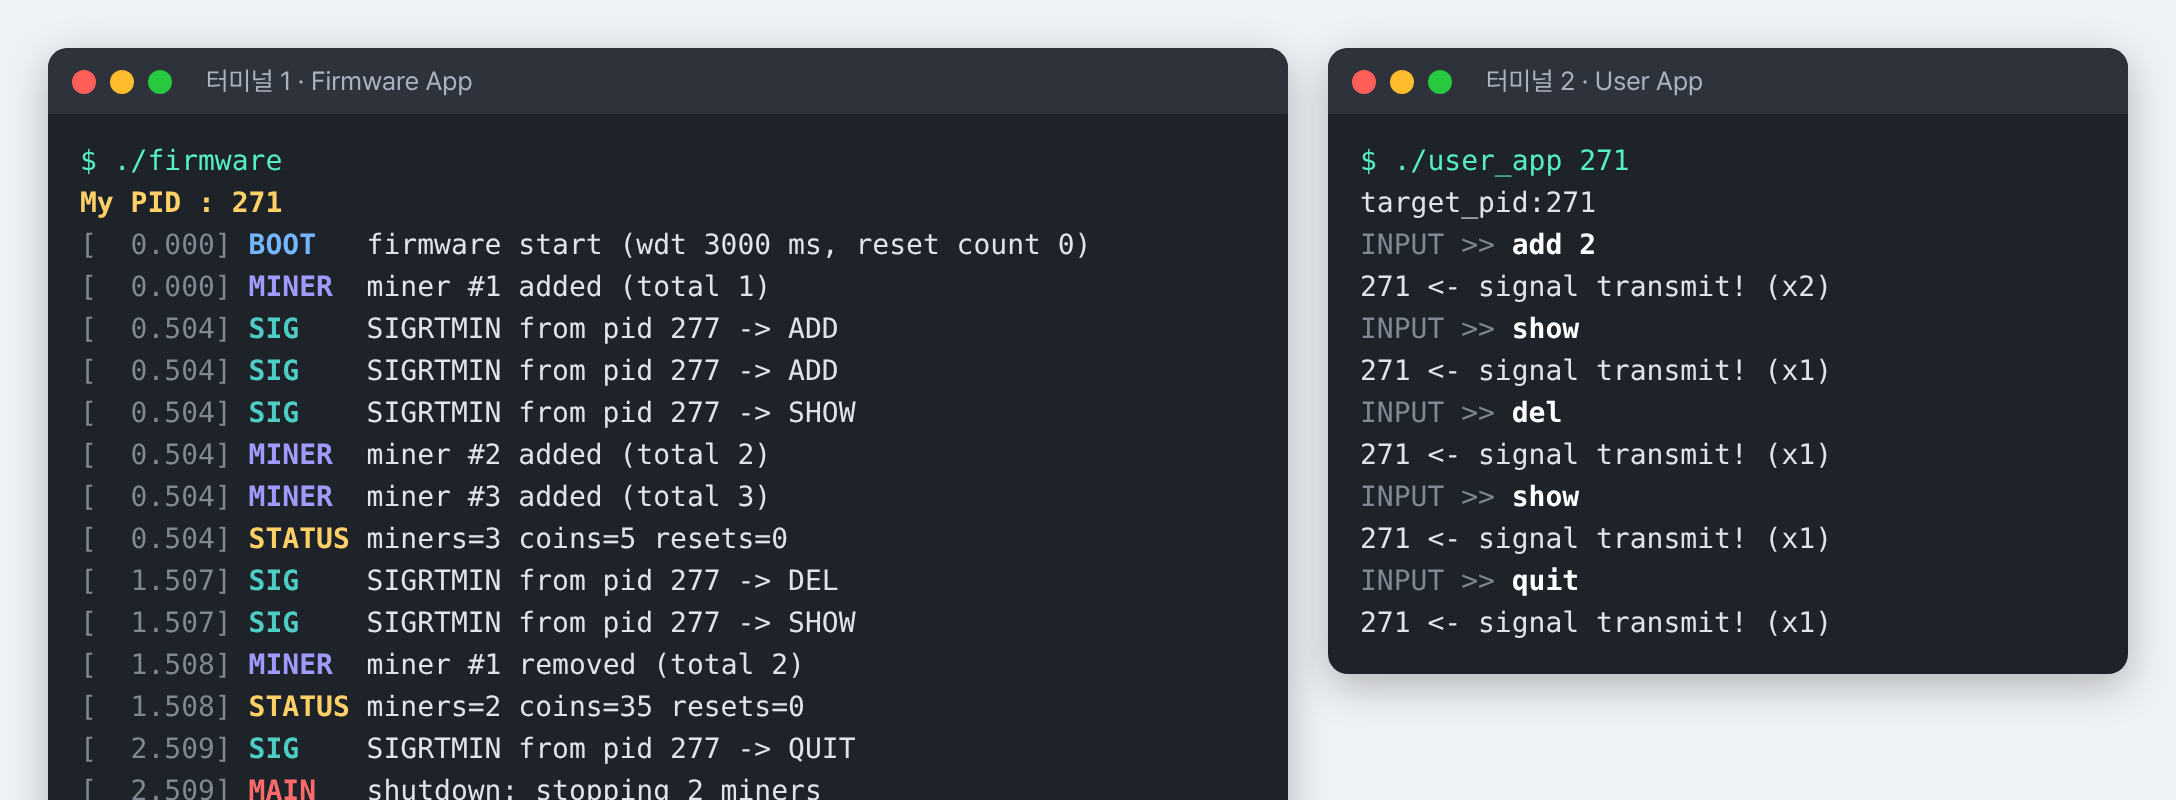 터미널 1 · Firmware App
$ ./firmware
My PID : 271
[  0.000] BOOT   firmware start (wdt 3000 ms, reset count 0)
[  0.000] MINER  miner #1 added (total 1)
[  0.504] SIG    SIGRTMIN from pid 277 -> ADD
[  0.504] SIG    SIGRTMIN from pid 277 -> ADD
[  0.504] SIG    SIGRTMIN from pid 277 -> SHOW
[  0.504] MINER  miner #2 added (total 2)
[  0.504] MINER  miner #3 added (total 3)
[  0.504] STATUS miners=3 coins=5 resets=0
[  1.507] SIG    SIGRTMIN from pid 277 -> DEL
[  1.507] SIG    SIGRTMIN from pid 277 -> SHOW
[  1.508] MINER  miner #1 removed (total 2)
[  1.508] STATUS miners=2 coins=35 resets=0
[  2.509] SIG    SIGRTMIN from pid 277 -> QUIT
[  2.509] MAIN   shutdown: stopping 2 miners
터미널 2 · User App
$ ./user_app 271
target_pid:271
INPUT >> add 2
271 <- signal transmit! (x2)
INPUT >> show
271 <- signal transmit! (x1)
INPUT >> del
271 <- signal transmit! (x1)
INPUT >> show
271 <- signal transmit! (x1)
INPUT >> quit
271 <- signal transmit! (x1)